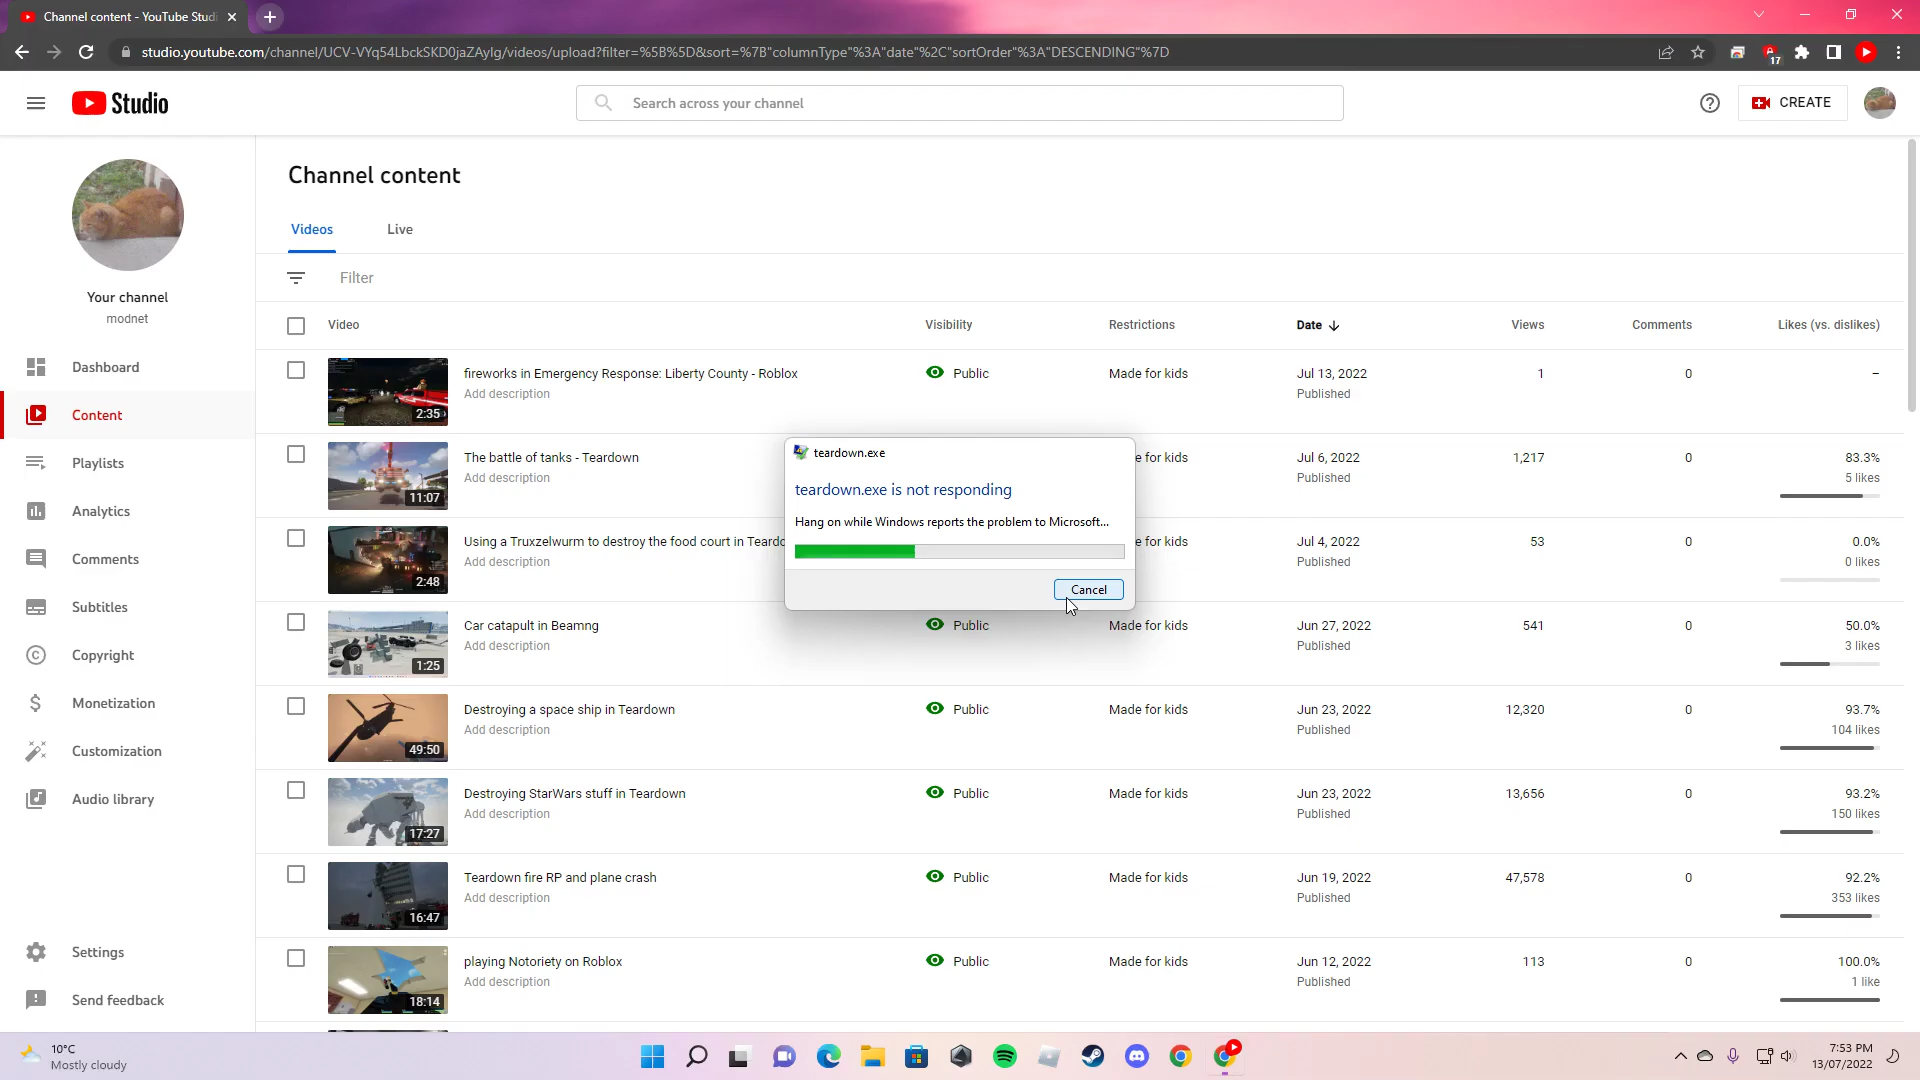 Channel content - YouTube Studi
studio.youtube.com/channel/UCV-VYq54LbckSKD0jaZAylg/videos/upload?filter=%5B%5D&sort=%7B"columnType"%3A"date"%2C"sortOrder"%3A"DESCENDING"%7D
17
Studio
Search across your channel
CREATE
Your channel
modnet
Dashboard
Content
Playlists
Analytics
Comments
Subtitles
Copyright
Monetization
Customization
Audio library
Settings
Send feedback
Channel content
Videos Live
Filter
Video Visibility Restrictions Date Views Comments Likes (vs. dislikes)
2:35
fireworks in Emergency Response: Liberty County - Roblox Public Made for kids Jul 13, 2022 1 0 –
Add description Published
11:07
The battle of tanks - Teardown e for kids Jul 6, 2022 1,217 0 83.3%
Add description Published 5 likes
2:48
Using a Truxzelwurm to destroy the food court in Teardo e for kids Jul 4, 2022 53 0 0.0%
Add description Published 0 likes
1:25
Car catapult in Beamng Public Made for kids Jun 27, 2022 541 0 50.0%
Add description Published 3 likes
49:50
Destroying a space ship in Teardown Public Made for kids Jun 23, 2022 12,320 0 93.7%
Add description Published 104 likes
17:27
Destroying StarWars stuff in Teardown Public Made for kids Jun 23, 2022 13,656 0 93.2%
Add description Published 150 likes
16:47
Teardown fire RP and plane crash Public Made for kids Jun 19, 2022 47,578 0 92.2%
Add description Published 353 likes
18:14
playing Notoriety on Roblox Public Made for kids Jun 12, 2022 113 0 100.0%
Add description Published 1 like
teardown.exe
teardown.exe is not responding
Hang on while Windows reports the problem to Microsoft...
Cancel
10°C
Mostly cloudy
7:53 PM
13/07/2022